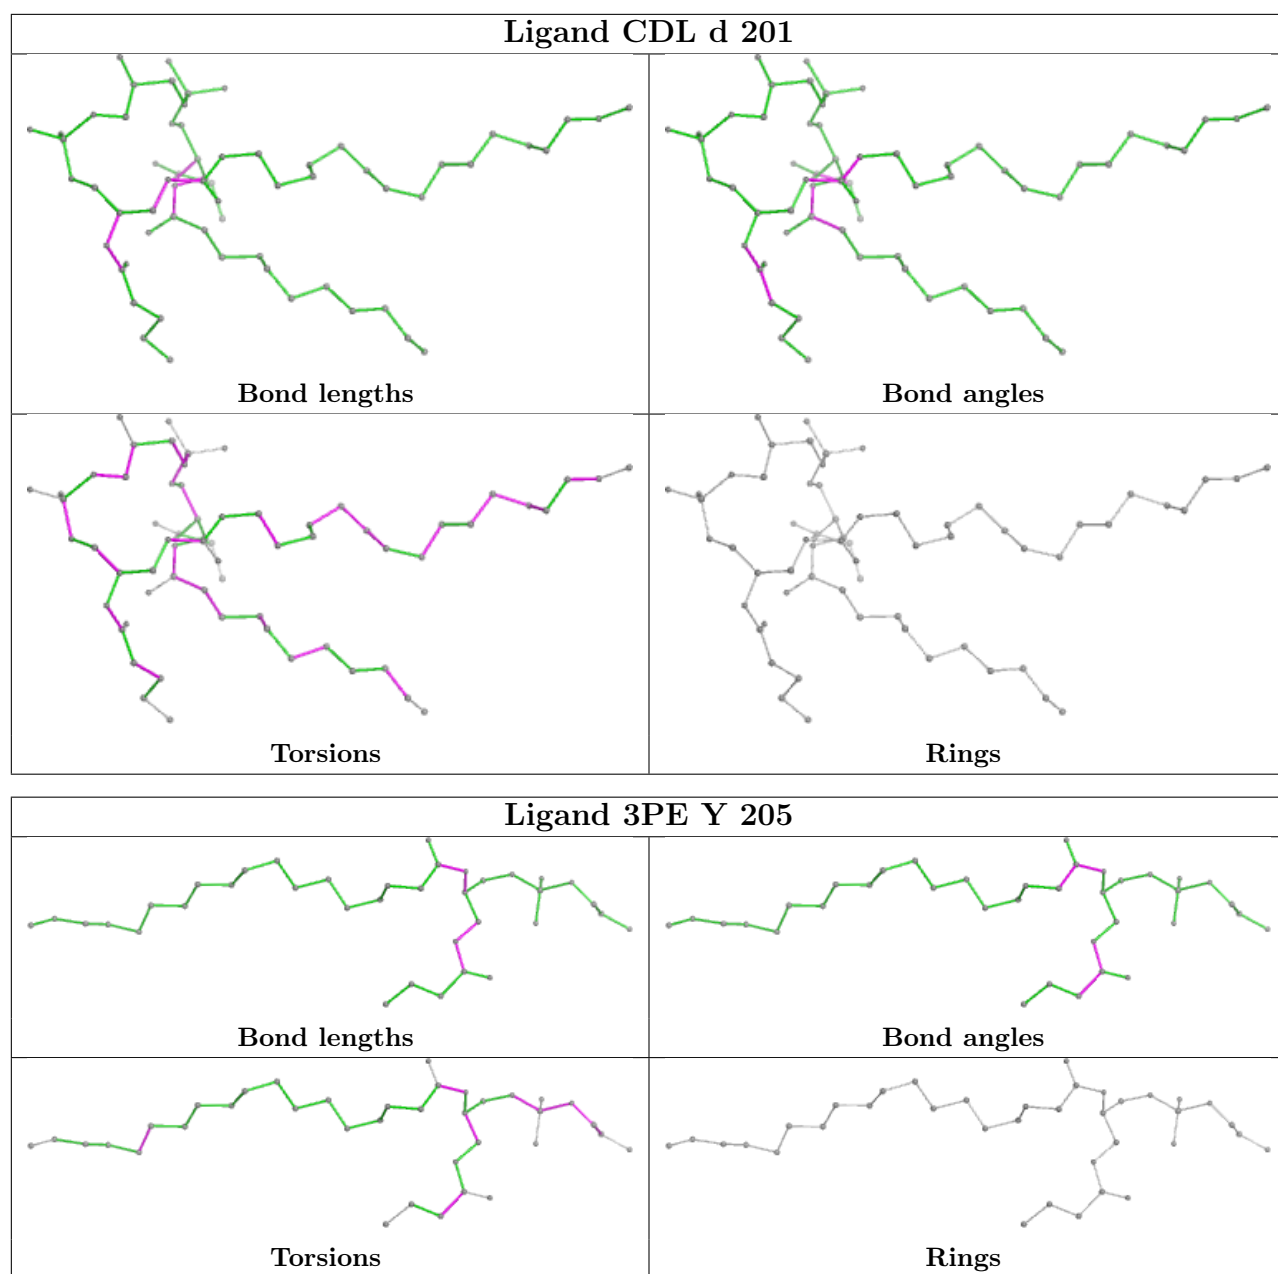 Ligand CDL d 201
Bond lengths
Bond angles
Torsions
Rings
Ligand 3PE Y 205
Bond lengths
Bond angles
Torsions
Rings